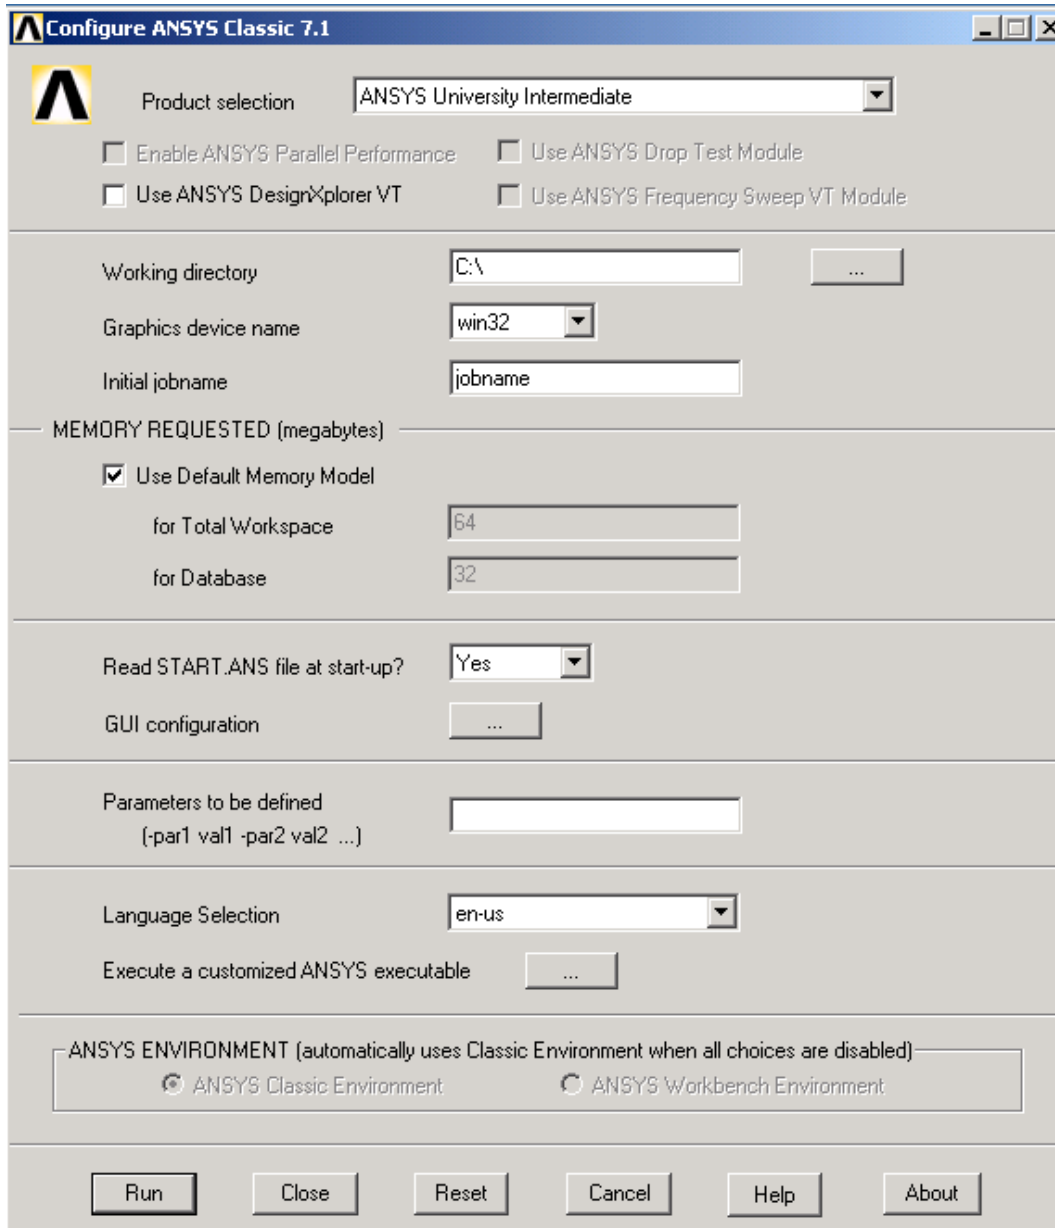 Configure ANSYS Classic 7.1
Product selection ANSYS University Intermediate
Enable ANSYS Parallel Performance Use ANSYS Drop Test Module
Use ANSYS DesignXplorer VT Use ANSYS Frequency Sweep VT Module
Working directory C:\ ...
Graphics device name win32
Initial jobname jobname
MEMORY REQUESTED (megabytes)
Use Default Memory Model
for Total Workspace 64
for Database 32
Read START.ANS file at start-up? Yes
GUI configuration ...
Parameters to be defined
(-par1 val1 -par2 val2 ...)
Language Selection en-us
Execute a customized ANSYS executable ...
ANSYS ENVIRONMENT (automatically uses Classic Environment when all choices are disabled)
ANSYS Classic Environment ANSYS Workbench Environment
Run Close Reset Cancel Help About